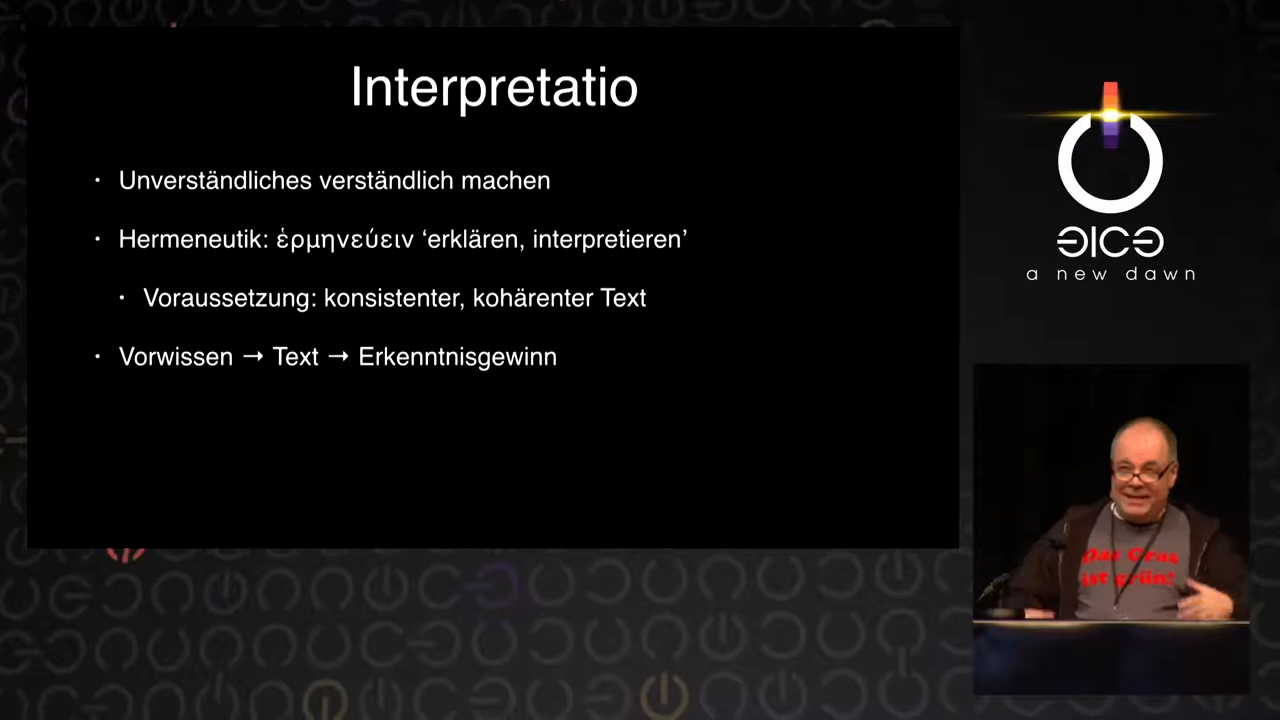 Interpretatio
• Unverständliches verständlich machen
• Hermeneutik: ἑρμηνεύειν ‘erklären, interpretieren’
• Voraussetzung: konsistenter, kohärenter Text
• Vorwissen → Text → Erkenntnisgewinn
a new dawn
Das Gras
ist grün!